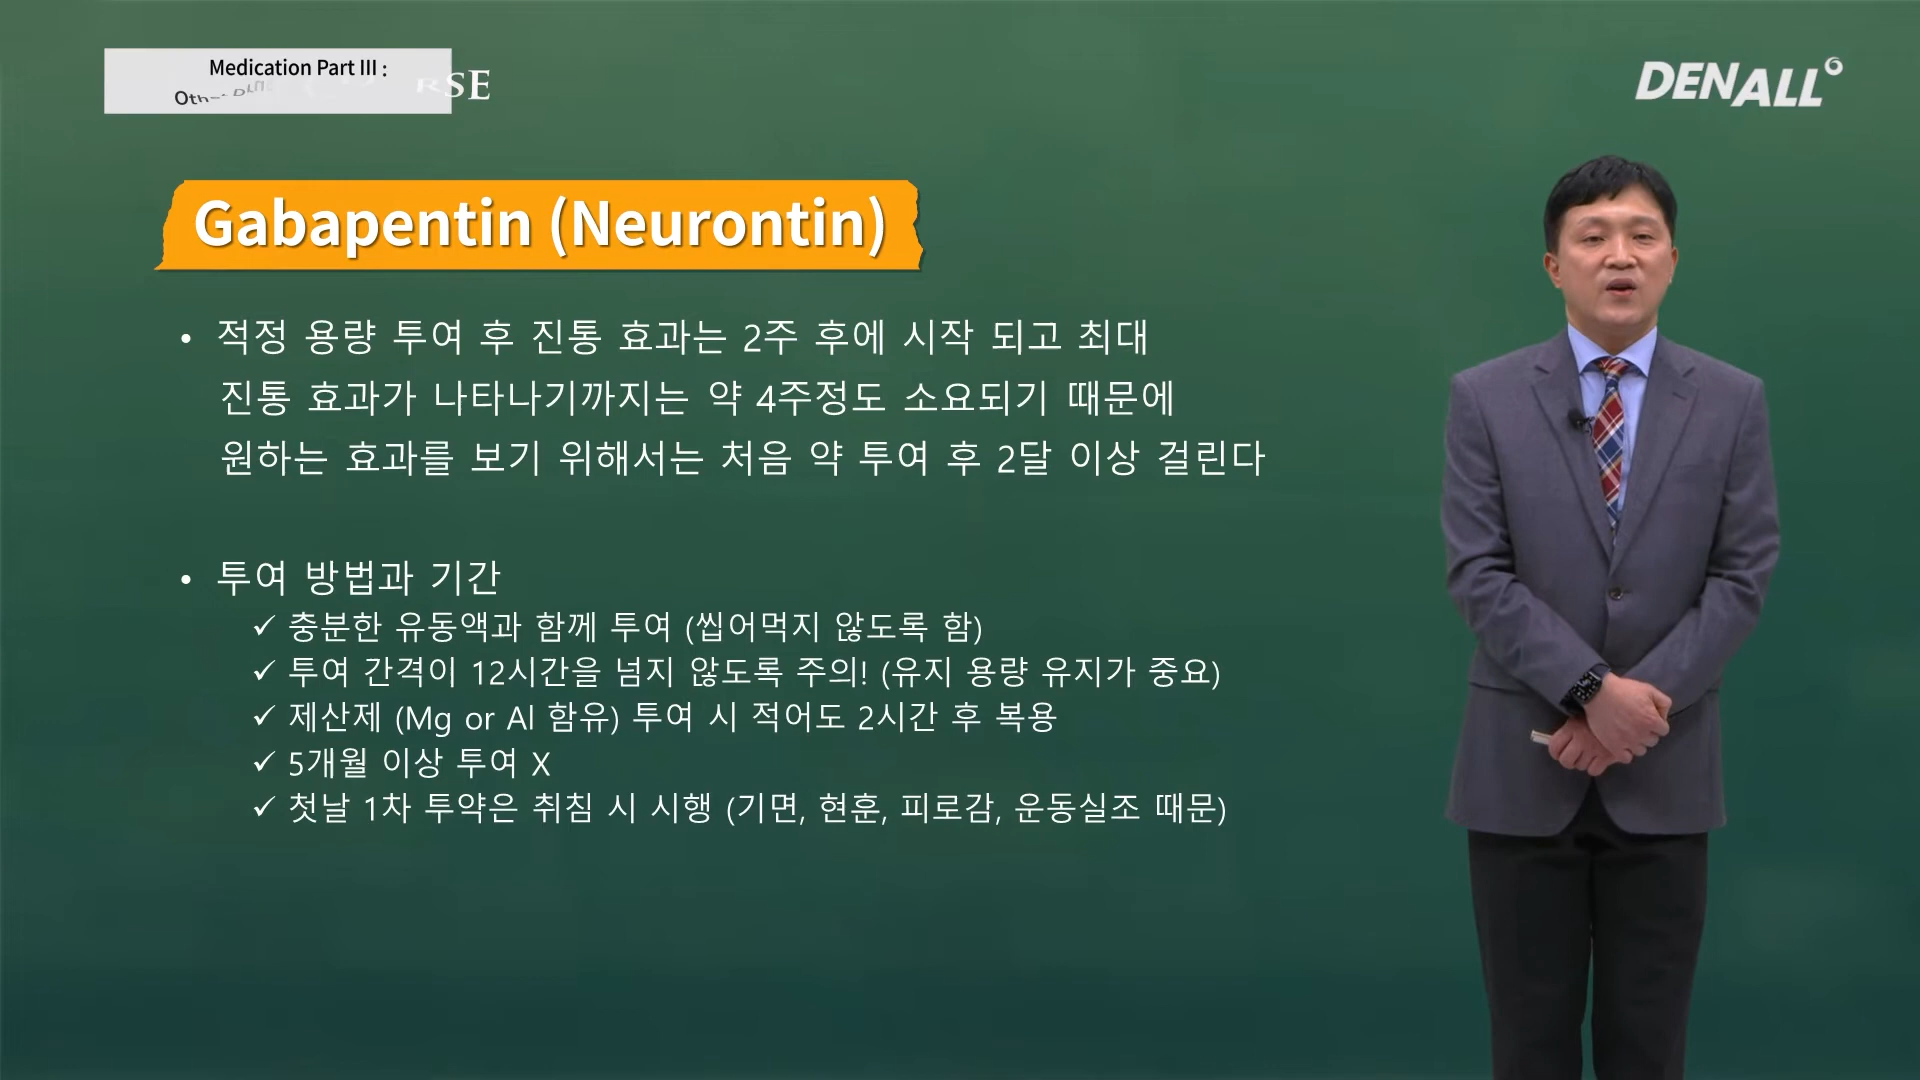 Medication Part III :
RSE
DENALL
Gabapentin (Neurontin)
• 적정 용량 투여 후 진통 효과는 2주 후에 시작 되고 최대
진통 효과가 나타나기까지는 약 4주정도 소요되기 때문에
원하는 효과를 보기 위해서는 처음 약 투여 후 2달 이상 걸린다
• 투여 방법과 기간
✓ 충분한 유동액과 함께 투여 (씹어먹지 않도록 함)
✓ 투여 간격이 12시간을 넘지 않도록 주의! (유지 용량 유지가 중요)
✓ 제산제 (Mg or Al 함유) 투여 시 적어도 2시간 후 복용
✓ 5개월 이상 투여 X
✓ 첫날 1차 투약은 취침 시 시행 (기면, 현훈, 피로감, 운동실조 때문)